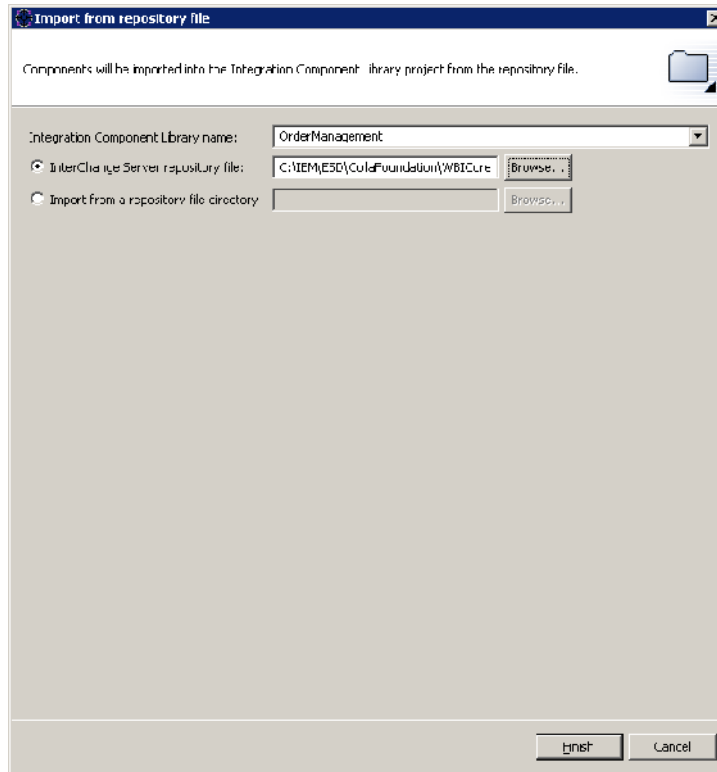 Import from repository file
Components will be imported into the Integration Component Library project from the repository file.
Integration Component Library name: OrderManagement
InterChange Server repository file: C:\IBM\ESD\CollaFoundation\WBICore Browse...
Import from a repository file directory Browse...
Finish Cancel